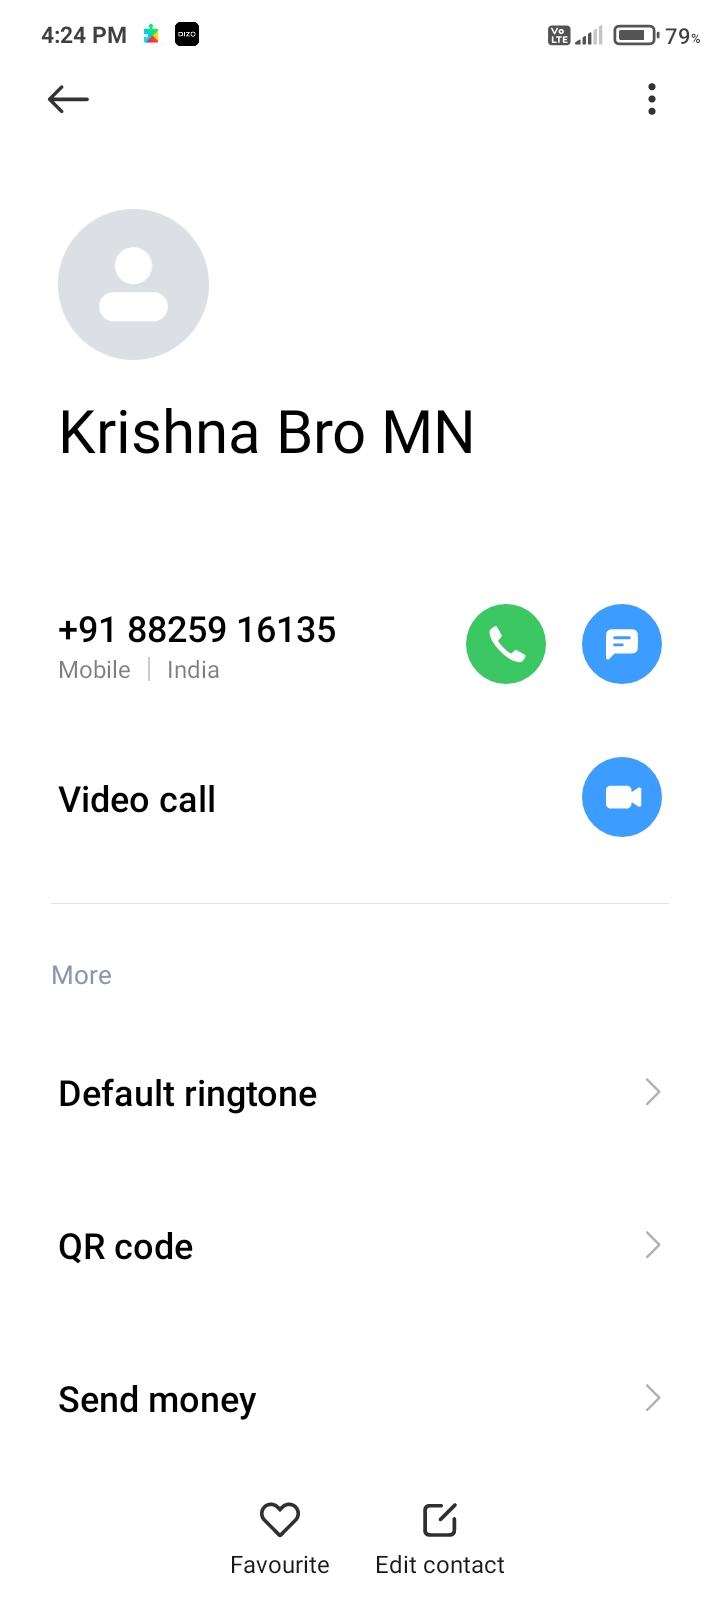 4:24 PM DIZO Vo LTE 79%
Krishna Bro MN
+91 88259 16135
Mobile | India
Video call
More
Default ringtone
QR code
Send money
Favourite Edit contact